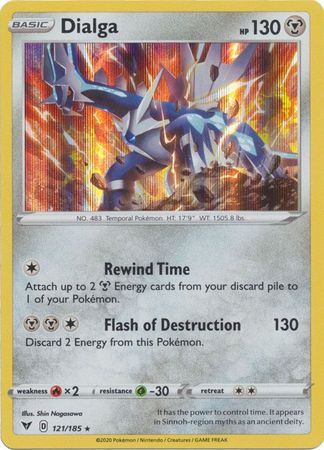 BASIC Dialga HP 130
NO. 483 Temporal Pokémon HT: 17'9" WT: 1505.8 lbs.
Rewind Time
Attach up to 2 Energy cards from your discard pile to
1 of your Pokémon.
Flash of Destruction 130
Discard 2 Energy from this Pokémon.
weakness ×2 resistance -30 retreat
Illus. Shin Nagasawa
D 121/185 ★
It has the power to control time. It appears
in Sinnoh-region myths as an ancient deity.
©2020 Pokémon / Nintendo / Creatures / GAME FREAK